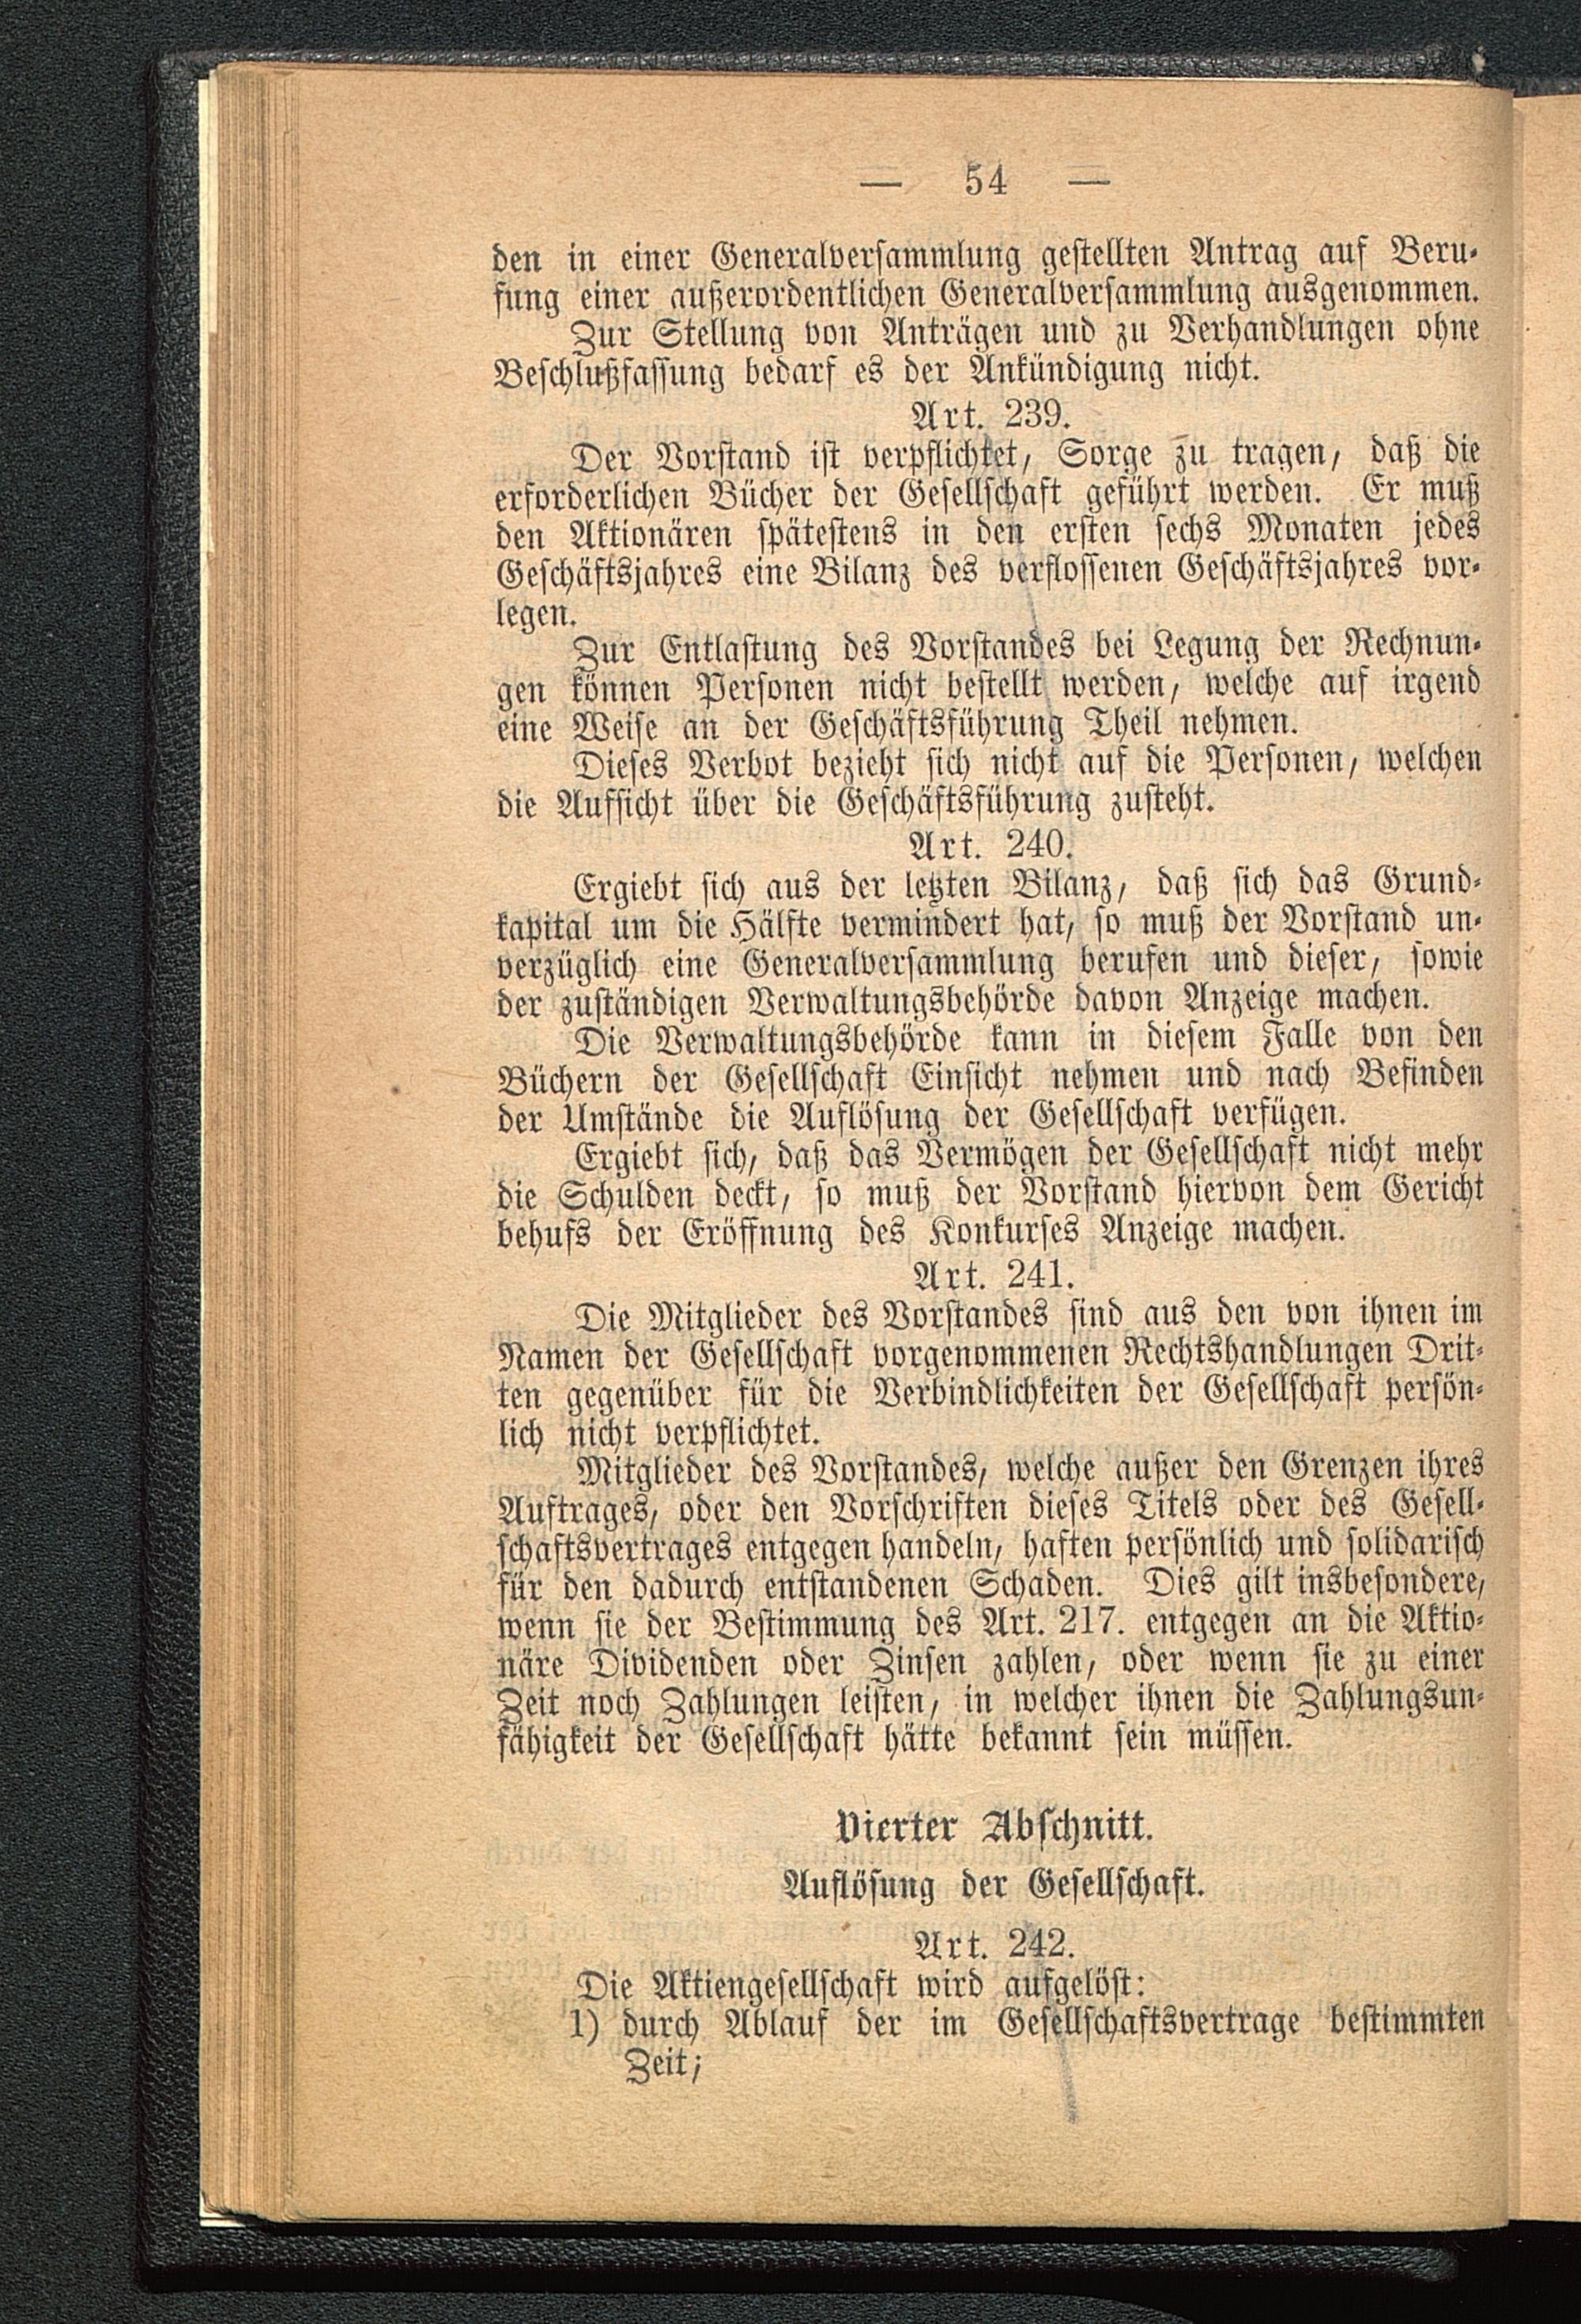 — 54 —
den in einer Generalversammlung gestellten Antrag auf Beru-
fung einer außerordentlichen Generalversammlung ausgenommen.
Zur Stellung von Anträgen und zu Verhandlungen ohne
Beschlußfassung bedarf es der Ankündigung nicht.
Art. 239.
Der Vorstand ist verpflichtet, Sorge zu tragen, daß die
erforderlichen Bücher der Gesellschaft geführt werden. Er muß
den Aktionären spätestens in den ersten sechs Monaten jedes
Geschäftsjahres eine Bilanz des verflossenen Geschäftsjahres vor-
legen.
Zur Entlastung des Vorstandes bei Legung der Rechnun-
gen können Personen nicht bestellt werden, welche auf irgend
eine Weise an der Geschäftsführung Theil nehmen.
Dieses Verbot bezieht sich nicht auf die Personen, welchen
die Aufsicht über die Geschäftsführung zusteht.
Art. 240.
Ergiebt sich aus der letzten Bilanz, daß sich das Grund-
kapital um die Hälfte vermindert hat, so muß der Vorstand un-
verzüglich eine Generalversammlung berufen und dieser, sowie
der zuständigen Verwaltungsbehörde davon Anzeige machen.
Die Verwaltungsbehörde kann in diesem Falle von den
Büchern der Gesellschaft Einsicht nehmen und nach Befinden
der Umstände die Auflösung der Gesellschaft verfügen.
Ergiebt sich, daß das Vermögen der Gesellschaft nicht mehr
die Schulden deckt, so muß der Vorstand hiervon dem Gericht
behufs der Eröffnung des Konkurses Anzeige machen.
Art. 241.
Die Mitglieder des Vorstandes sind aus den von ihnen im
Namen der Gesellschaft vorgenommenen Rechtshandlungen Drit-
ten gegenüber für die Verbindlichkeiten der Gesellschaft persön-
lich nicht verpflichtet.
Mitglieder des Vorstandes, welche außer den Grenzen ihres
Auftrages, oder den Vorschriften dieses Titels oder des Gesell-
schaftsvertrages entgegen handeln, haften persönlich und solidarisch
für den dadurch entstandenen Schaden. Dies gilt insbesondere,
wenn sie der Bestimmung des Art. 217. entgegen an die Aktio-
näre Dividenden oder Zinsen zahlen, oder wenn sie zu einer
Zeit noch Zahlungen leisten, in welcher ihnen die Zahlungsun-
fähigkeit der Gesellschaft hätte bekannt sein müssen.
Vierter Abschnitt.
Auflösung der Gesellschaft.
Art. 242.
Die Aktiengesellschaft wird aufgelöst:
1) durch Ablauf der im Gesellschaftsvertrage bestimmten
Zeit;